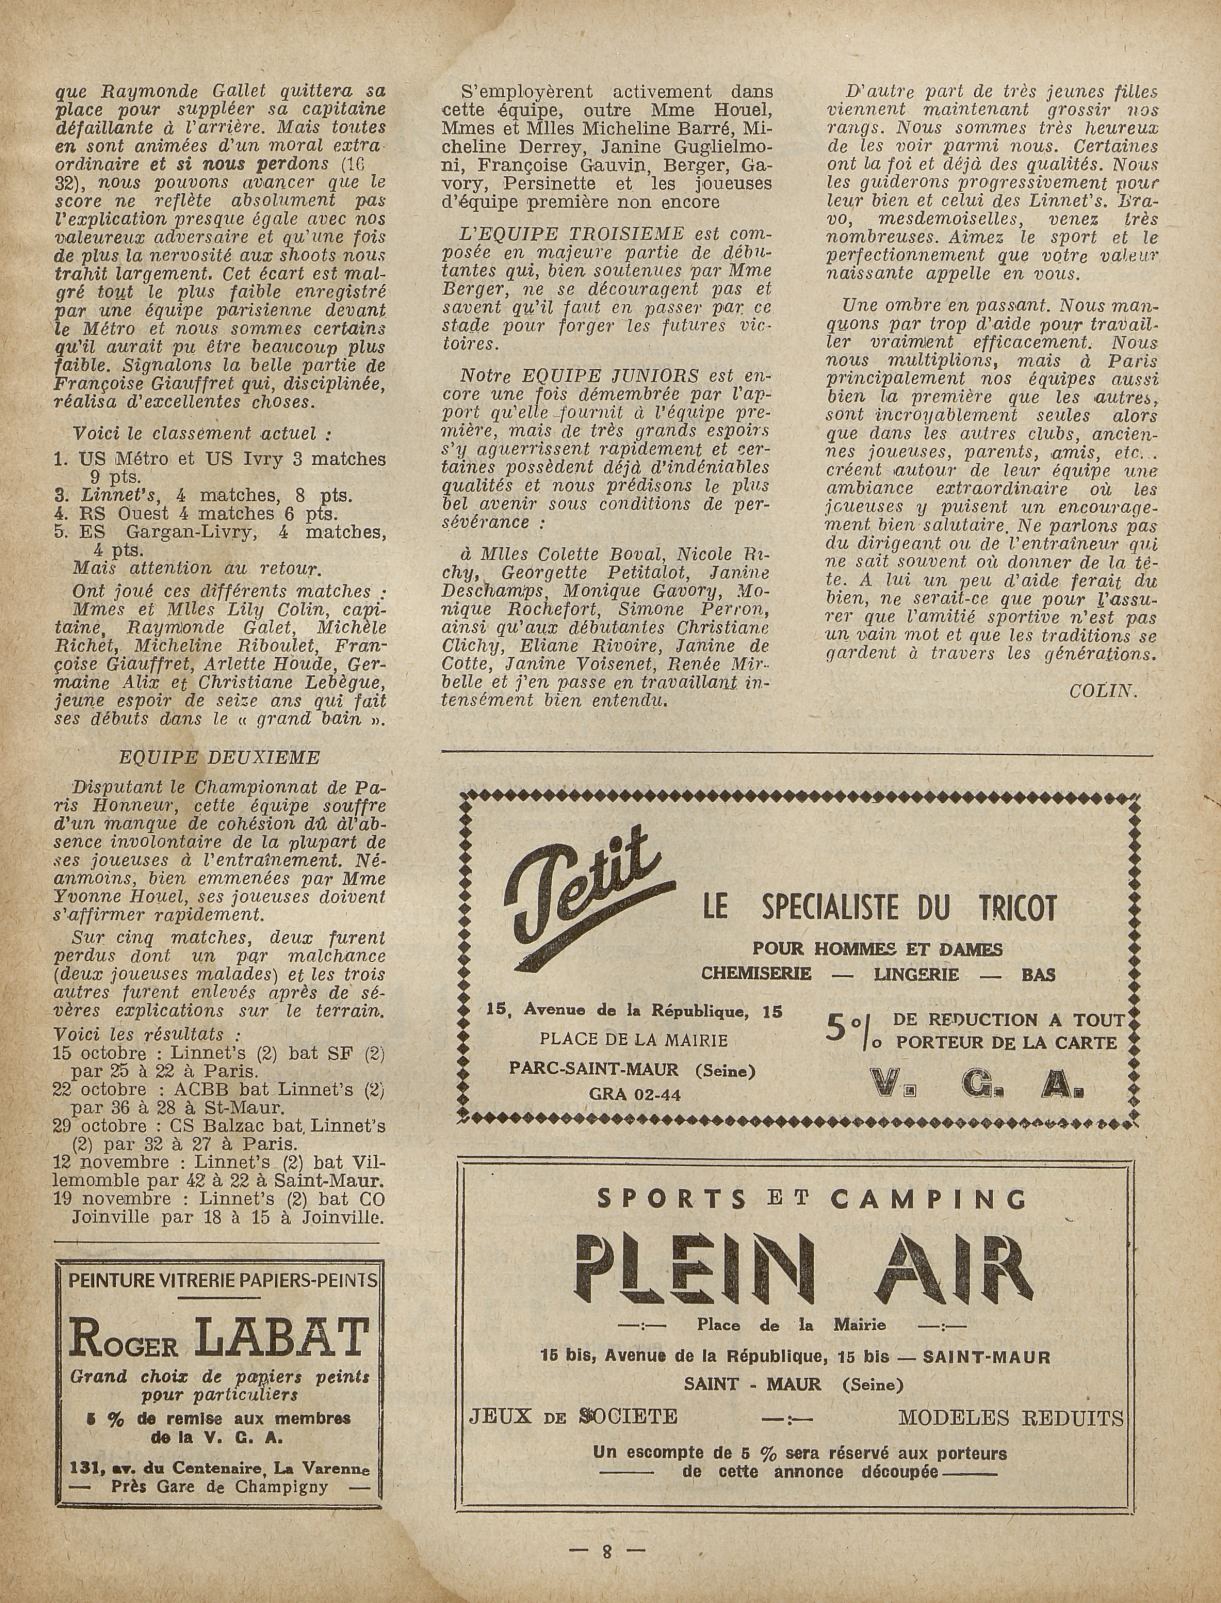 que Raymonde Gallet quittera sa
place pour suppléer sa capitaine
défaillante à l'arrière. Mais toutes
en sont animées d'un moral extra
ordinaire et si nous perdons (16
32), nous pouvons avancer que le
score ne reflète absolument pas
l'explication presque égale avec nos
valeureux adversaire et qu'une fois
de plus la nervosité aux shoots nous
trahit largement. Cet écart est mal-
gré tout le plus faible enregistré
par une équipe parisienne devant
le Métro et nous sommes certains
qu'il aurait pu être beaucoup plus
faible. Signalons la belle partie de
Françoise Giauffret qui, disciplinée,
réalisa d'excellentes choses.
Voici le classement actuel :
1. US Métro et US Ivry 3 matches
9 pts.
3. Linnet's, 4 matches, 8 pts.
4. RS Ouest 4 matches 6 pts.
5. ES Gargan-Livry, 4 matches,
4 pts.
Mais attention au retour.
Ont joué ces différents matches :
Mmes et Mlles Lily Colin, capi-
taine, Raymonde Galet, Michèle
Richet, Micheline Riboulet, Fran-
çoise Giauffret, Arlette Houde, Ger-
maine Alix et Christiane Lebègue,
jeune espoir de seize ans qui fait
ses débuts dans le « grand bain ».
EQUIPE DEUXIEME
Disputant le Championnat de Pa-
ris Honneur, cette équipe souffre
d'un manque de cohésion dû àl'ab-
sence involontaire de la plupart de
ses joueuses à l'entraînement. Né-
anmoins, bien emmenées par Mme
Yvonne Houel, ses joueuses doivent
s'affirmer rapidement.
Sur cinq matches, deux furent
perdus dont un par malchance
(deux joueuses malades) et les trois
autres furent enlevés après de sé-
vères explications sur le terrain.
Voici les résultats :
15 octobre : Linnet's (2) bat SF (2)
par 25 à 22 à Paris.
22 octobre : ACBB bat Linnet's (2)
par 36 à 28 à St-Maur.
29 octobre : CS Balzac bat Linnet's
(2) par 32 à 27 à Paris.
12 novembre : Linnet's (2) bat Vil-
lemomble par 42 à 22 à Saint-Maur.
19 novembre : Linnet's (2) bat CO
Joinville par 18 à 15 à Joinville.
PEINTURE VITRERIE PAPIERS-PEINTS
ROGER LABAT
Grand choix de papiers peints
pour particuliers
5 % de remise aux membres
de la V. G. A.
131, av. du Centenaire, La Varenne
— Près Gare de Champigny —
S'employèrent activement dans
cette équipe, outre Mme Houel,
Mmes et Mlles Micheline Barré, Mi-
cheline Derrey, Janine Guglielmo-
ni, Françoise Gauvin, Berger, Ga-
vory, Persinette et les joueuses
d'équipe première non encore
L'EQUIPE TROISIEME est com-
posée en majeure partie de débu-
tantes qui, bien soutenues par Mme
Berger, ne se découragent pas et
savent qu'il faut en passer par ce
stade pour forger les futures vic-
toires.
Notre EQUIPE JUNIORS est en-
core une fois démembrée par l'ap-
port qu'elle fournit à l'équipe pre-
mière, mais de très grands espoirs
s'y aguerrissent rapidement et cer-
taines possèdent déjà d'indéniables
qualités et nous prédisons le plus
bel avenir sous conditions de per-
sévérance :
à Mlles Colette Boval, Nicole Ri-
chy, Georgette Petitalot, Janine
Deschamps, Monique Gavory, Mo-
nique Rochefort, Simone Perron,
ainsi qu'aux débutantes Christiane
Clichy, Eliane Rivoire, Janine de
Cotte, Janine Voisenet, Renée Mir-
belle et j'en passe en travaillant in-
tensément bien entendu.
D'autre part de très jeunes filles
viennent maintenant grossir nos
rangs. Nous sommes très heureux
de les voir parmi nous. Certaines
ont la foi et déjà des qualités. Nous
les guiderons progressivement pour
leur bien et celui des Linnet's. Bra-
vo, mesdemoiselles, venez très
nombreuses. Aimez le sport et le
perfectionnement que votre valeur
naissante appelle en vous.
Une ombre en passant. Nous man-
quons par trop d'aide pour travail-
ler vraiment efficacement. Nous
nous multiplions, mais à Paris
principalement nos équipes aussi
bien la première que les autres,
sont incroyablement seules alors
que dans les autres clubs, ancien-
nes joueuses, parents, amis, etc...
créent autour de leur équipe une
ambiance extraordinaire où les
joueuses y puisent un encourage-
ment bien salutaire. Ne parlons pas
du dirigeant ou de l'entraîneur qui
ne sait souvent où donner de la tê-
te. A lui un peu d'aide ferait du
bien, ne serait-ce que pour l'assu-
rer que l'amitié sportive n'est pas
un vain mot et que les traditions se
gardent à travers les générations.
COLIN.
Petit
LE SPECIALISTE DU TRICOT
POUR HOMMES ET DAMES
CHEMISERIE — LINGERIE — BAS
15, Avenue de la République, 15
PLACE DE LA MAIRIE
PARC-SAINT-MAUR (Seine)
GRA 02-44
5% DE REDUCTION A TOUT
PORTEUR DE LA CARTE
V. G. A.
SPORTS ET CAMPING
PLEIN AIR
—:— Place de la Mairie —:—
15 bis, Avenue de la République, 15 bis — SAINT-MAUR
SAINT - MAUR (Seine)
JEUX DE SOCIETE —:— MODELES REDUITS
Un escompte de 5 % sera réservé aux porteurs
de cette annonce découpée
— 8 —